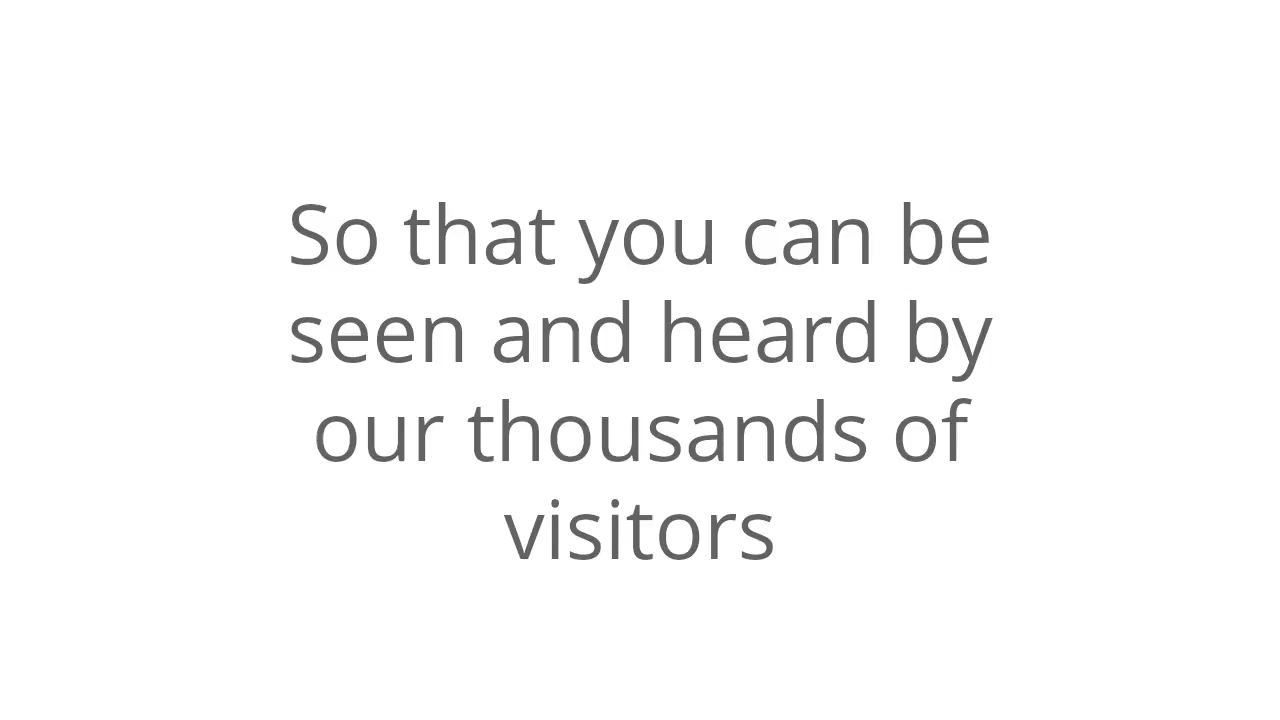 So that you can be
seen and heard by
our thousands of
visitors